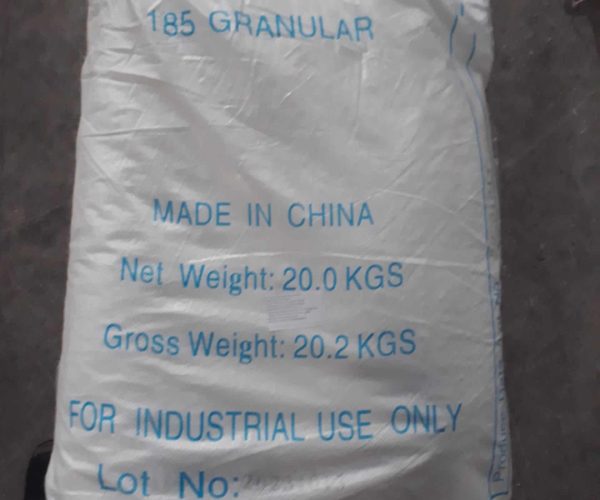 185 GRANULAR
MADE IN CHINA
Net Weight: 20.0 KGS
Gross Weight: 20.2 KGS
FOR INDUSTRIAL USE ONLY
Lot No: